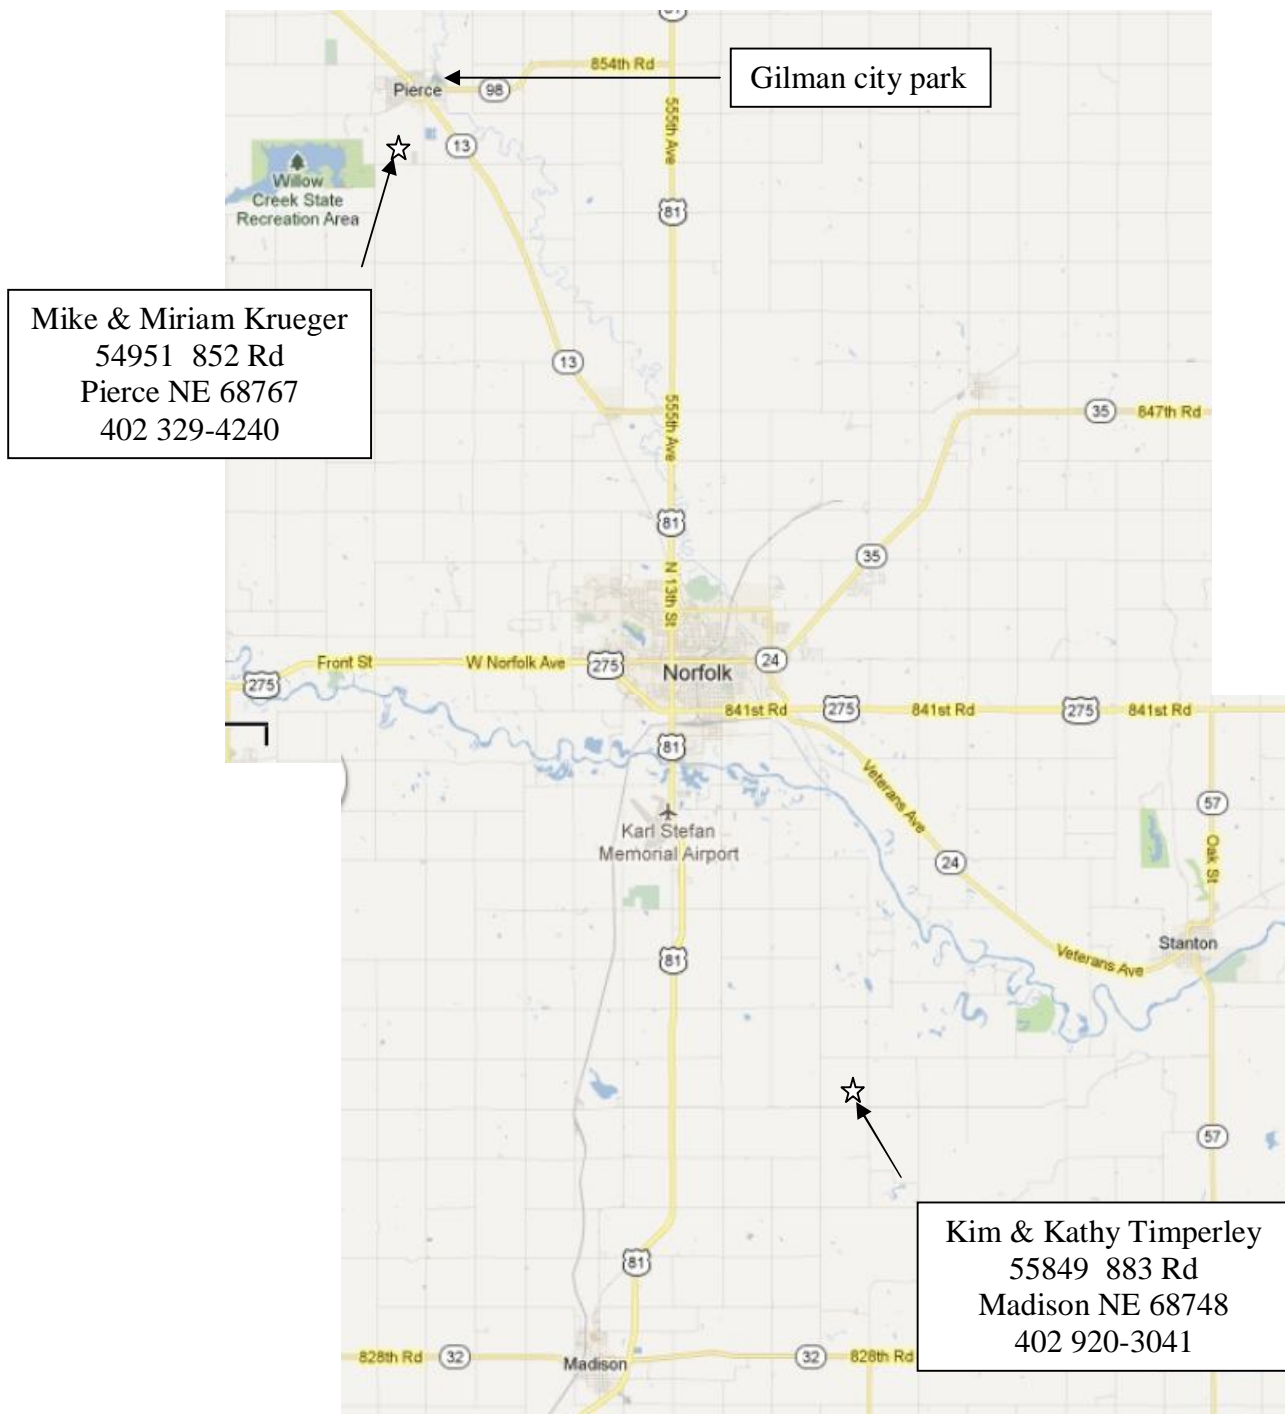 81
854th Rd
Gilman city park
Pierce
98
555th Ave
13
Willow
Creek State
Recreation Area
81
Mike & Miriam Krueger
54951 852 Rd
Pierce NE 68767
402 329-4240
13
555th Ave
35
847th Rd
81
35
N 13th St
Front St
W Norfolk Ave
275
Norfolk
24
275
841st Rd
275
841st Rd
275
841st Rd
81
Veterans Ave
57
Karl Stefan
Memorial Airport
Oak St
24
Stanton
81
Veterans Ave
57
Kim & Kathy Timperley
55849 883 Rd
Madison NE 68748
402 920-3041
81
828th Rd
32
Madison
32
828th Rd